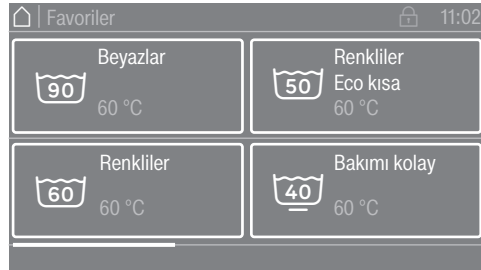 Favoriler 11:02
Beyazlar
90
60 °C
Renkliler
Eco kısa
50
60 °C
Renkliler
60
60 °C
Bakımı kolay
40
60 °C